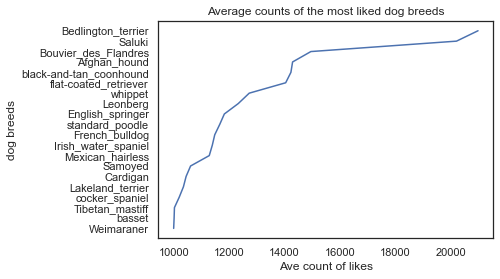 Average counts of the most liked dog breeds
dog breeds
Bedlington_terrier
Saluki
Bouvier_des_Flandres
Afghan_hound
black-and-tan_coonhound
flat-coated_retriever
whippet
Leonberg
English_springer
standard_poodle
French_bulldog
Irish_water_spaniel
Mexican_hairless
Samoyed
Cardigan
Lakeland_terrier
cocker_spaniel
Tibetan_mastiff
basset
Weimaraner
10000 12000 14000 16000 18000 20000
Ave count of likes